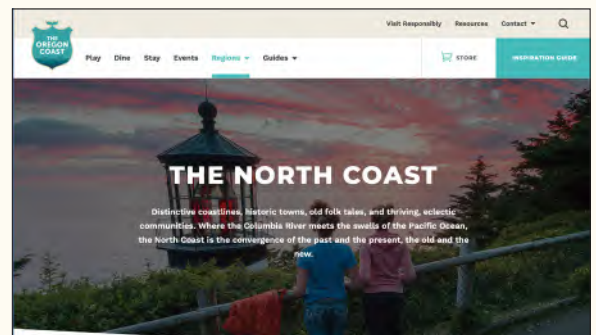 Visit Responsibly Resources Contact
THE
OREGON
COAST
Play Dine Stay Events Regions Guides
STORE
INSPIRATION GUIDE
THE NORTH COAST
Distinctive coastlines, historic towns, old folk tales, and thriving, eclectic
communities. Where the Columbia River meets the swells of the Pacific Ocean,
the North Coast is the convergence of the past and the present, the old and the
new.